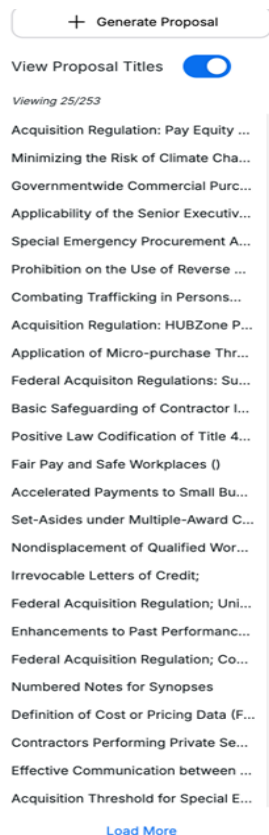 + Generate Proposal
View Proposal Titles
Viewing 25/253
Acquisition Regulation: Pay Equity ...
Minimizing the Risk of Climate Cha...
Governmentwide Commercial Purc...
Applicability of the Senior Executiv...
Special Emergency Procurement A...
Prohibition on the Use of Reverse ...
Combating Trafficking in Persons...
Acquisition Regulation: HUBZone P...
Application of Micro-purchase Thr...
Federal Acquisiton Regulations: Su...
Basic Safeguarding of Contractor I...
Positive Law Codification of Title 4...
Fair Pay and Safe Workplaces ()
Accelerated Payments to Small Bu...
Set-Asides under Multiple-Award C...
Nondisplacement of Qualified Wor...
Irrevocable Letters of Credit;
Federal Acquisition Regulation; Uni...
Enhancements to Past Performanc...
Federal Acquisition Regulation; Co...
Numbered Notes for Synopses
Definition of Cost or Pricing Data (F...
Contractors Performing Private Se...
Effective Communication between ...
Acquisition Threshold for Special E...
Load More